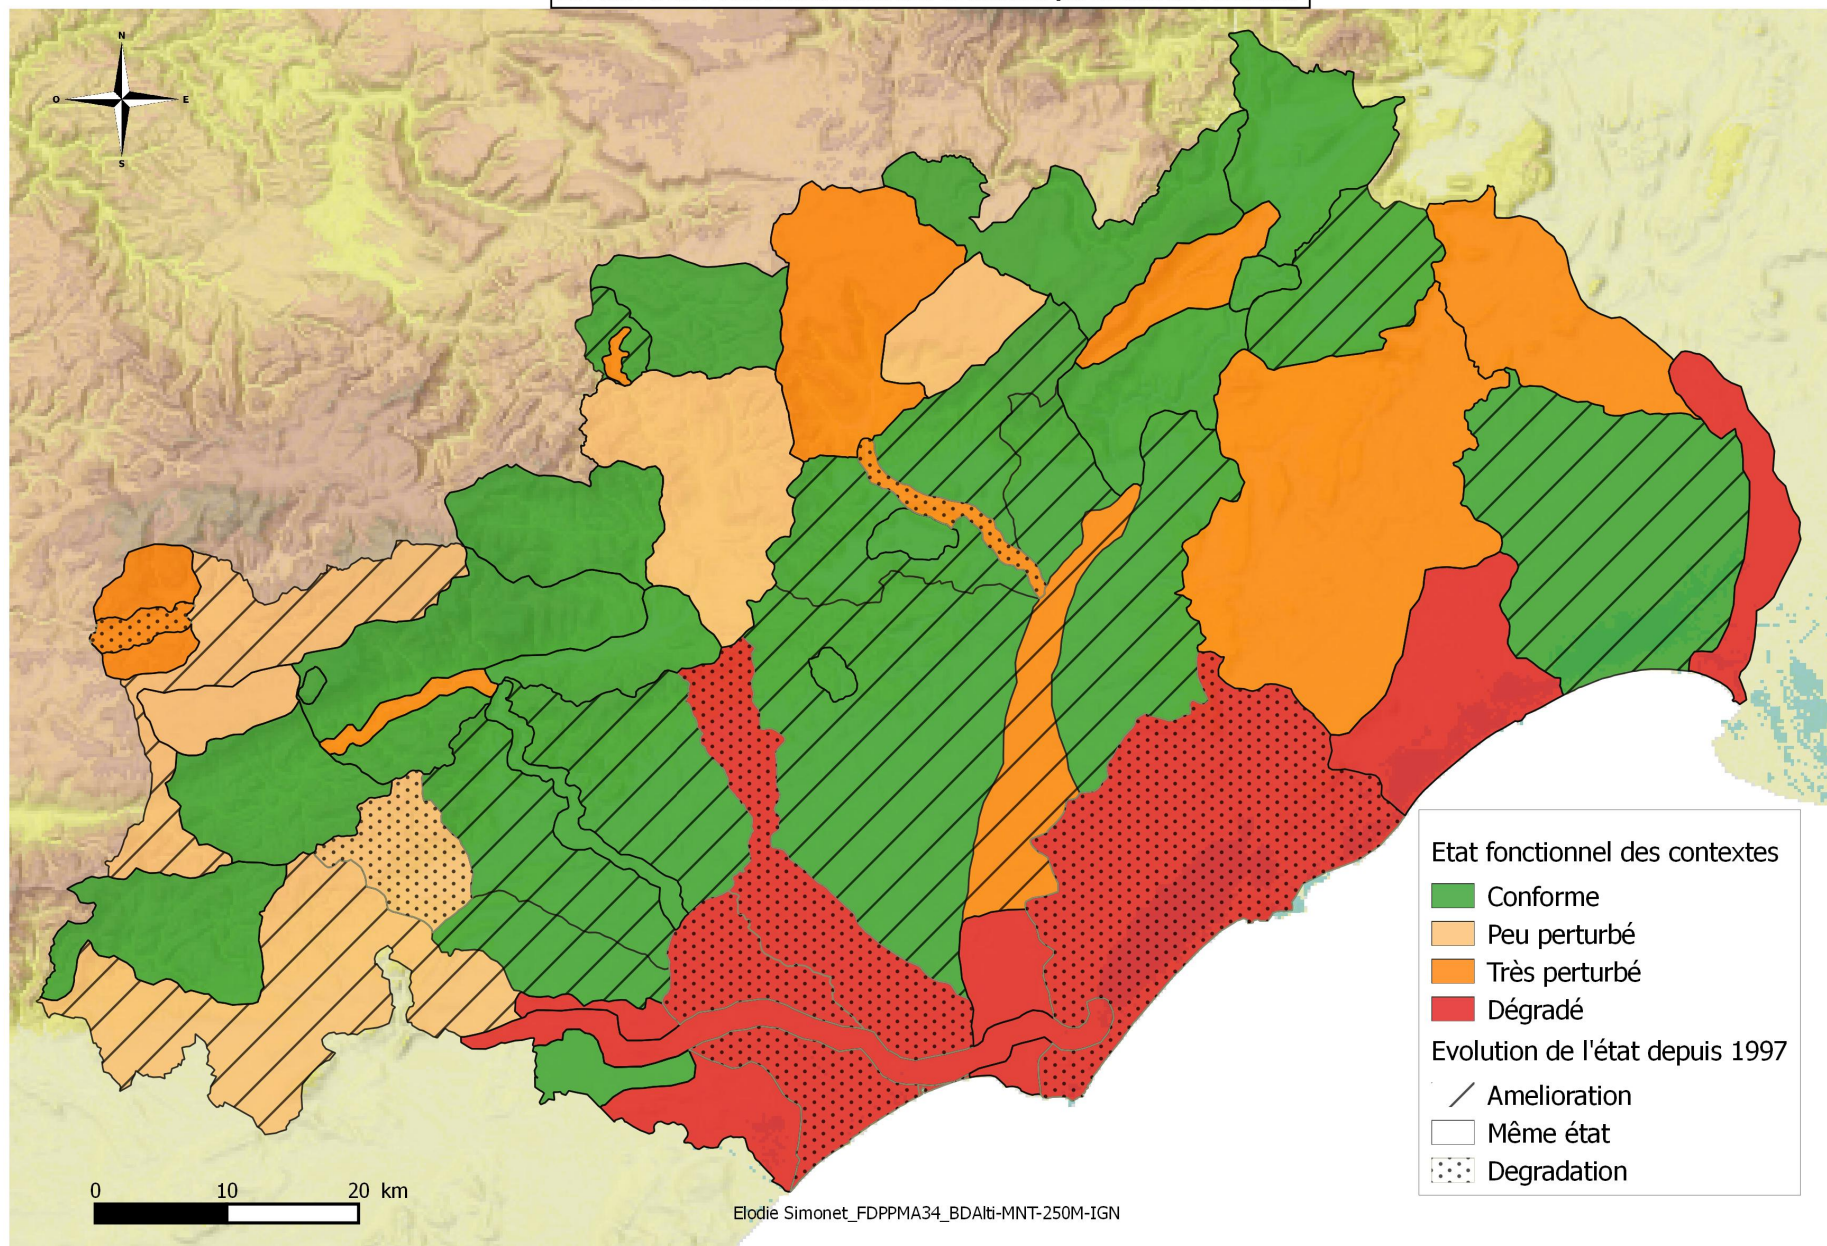 N
O E
S
Etat fonctionnel des contextes
Conforme
Peu perturbé
Très perturbé
Dégradé
Evolution de l'état depuis 1997
Amelioration
Même état
Degradation
0 10 20 km
Elodie Simonet_FDPPMA34_BDAlti-MNT-250M-IGN